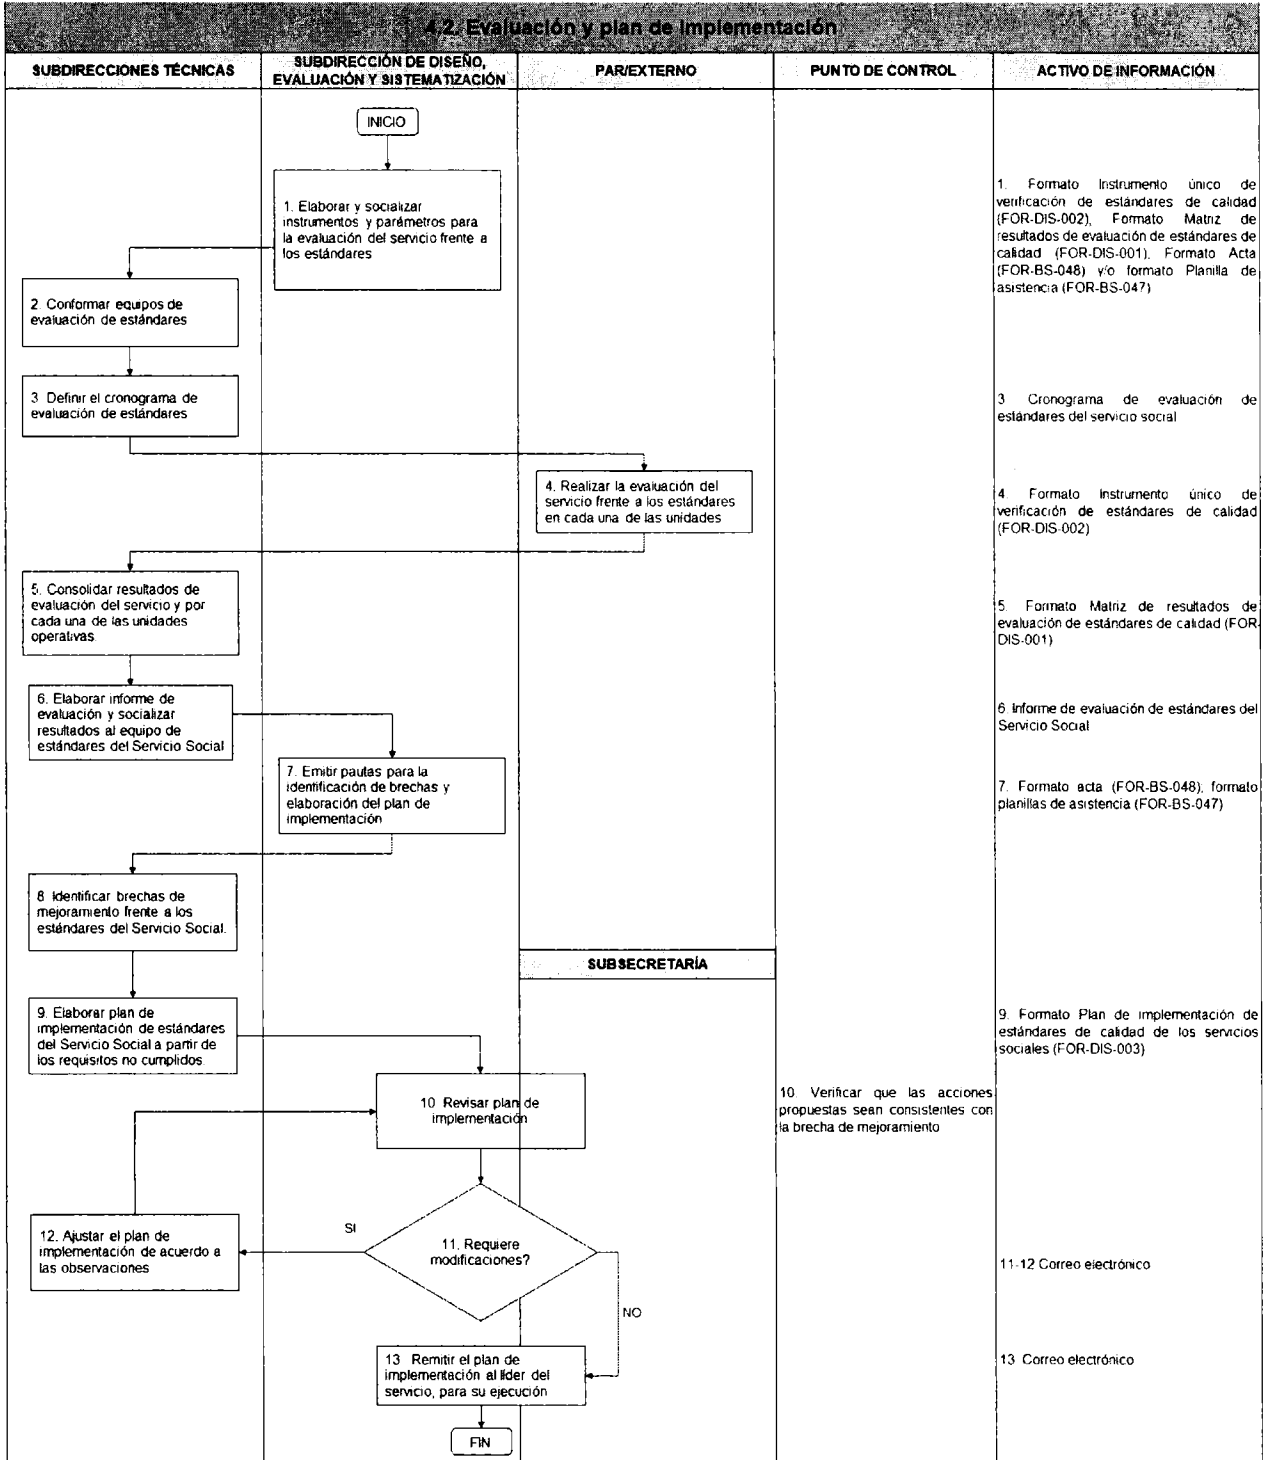 4.2. Evaluación y plan de implementación
SUBDIRECCIONES TÉCNICAS
SUBDIRECCIÓN DE DISEÑO,
EVALUACIÓN Y SISTEMATIZACIÓN
PAR/EXTERNO
PUNTO DE CONTROL
ACTIVO DE INFORMACIÓN
INICIO
1. Elaborar y socializar
instrumentos y parámetros para
la evaluación del servicio frente a
los estándares
1. Formato Instrumento único de
verificación de estándares de calidad
(FOR-DIS-002), Formato Matriz de
resultados de evaluación de estándares de
calidad (FOR-DIS-001), Formato Acta
(FOR-BS-048) y/o formato Planilla de
asistencia (FOR-BS-047)
2. Conformar equipos de
evaluación de estándares
3 Definir el cronograma de
evaluación de estándares
3 Cronograma de evaluación de
estándares del servicio social
4. Realizar la evaluación del
servicio frente a los estándares
en cada una de las unidades
4. Formato Instrumento único de
verificación de estándares de calidad
(FOR-DIS-002)
5. Consolidar resultados de
evaluación del servicio y por
cada una de las unidades
operativas.
5. Formato Matriz de resultados de
evaluación de estándares de calidad (FOR-
DIS-001)
6. Elaborar informe de
evaluación y socializar
resultados al equipo de
estándares del Servicio Social
6 Informe de evaluación de estándares del
Servicio Social
7. Emitir pautas para la
identificación de brechas y
elaboración del plan de
implementación
7. Formato acta (FOR-BS-048), formato
planillas de asistencia (FOR-BS-047)
8 Identificar brechas de
mejoramiento frente a los
estándares del Servicio Social.
SUBSECRETARÍA
9. Elaborar plan de
implementación de estándares
del Servicio Social a partir de
los requisitos no cumplidos.
9. Formato Plan de implementación de
estándares de calidad de los servicios
sociales (FOR-DIS-003)
10 Revisar plan de
implementación
10. Verificar que las acciones
propuestas sean consistentes con
la brecha de mejoramiento
SI
11. Requiere
modificaciones?
12. Ajustar el plan de
implementación de acuerdo a
las observaciones
11-12 Correo electrónico
NO
13 Remitir el plan de
implementación al líder del
servicio, para su ejecución
13 Correo electrónico
FIN